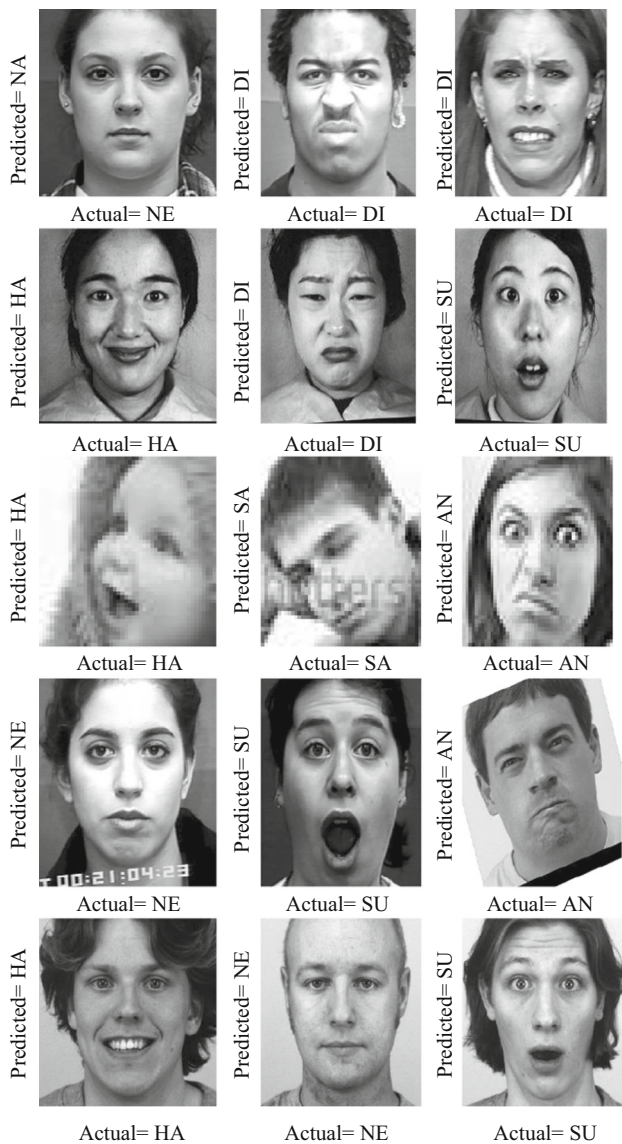 Predicted= NA
Predicted= DI
Predicted= DI
Actual= NE
Actual= DI
Actual= DI
Predicted= HA
Predicted= DI
Predicted= SU
Actual= HA
Actual= DI
Actual= SU
Predicted= HA
Predicted= SA
Predicted= AN
Actual= HA
Actual= SA
Actual= AN
Predicted= NE
Predicted= SU
Predicted= AN
T 00:21:04:23
Actual= NE
Actual= SU
Actual= AN
Predicted= HA
Predicted= NE
Predicted= SU
Actual= HA
Actual= NE
Actual= SU